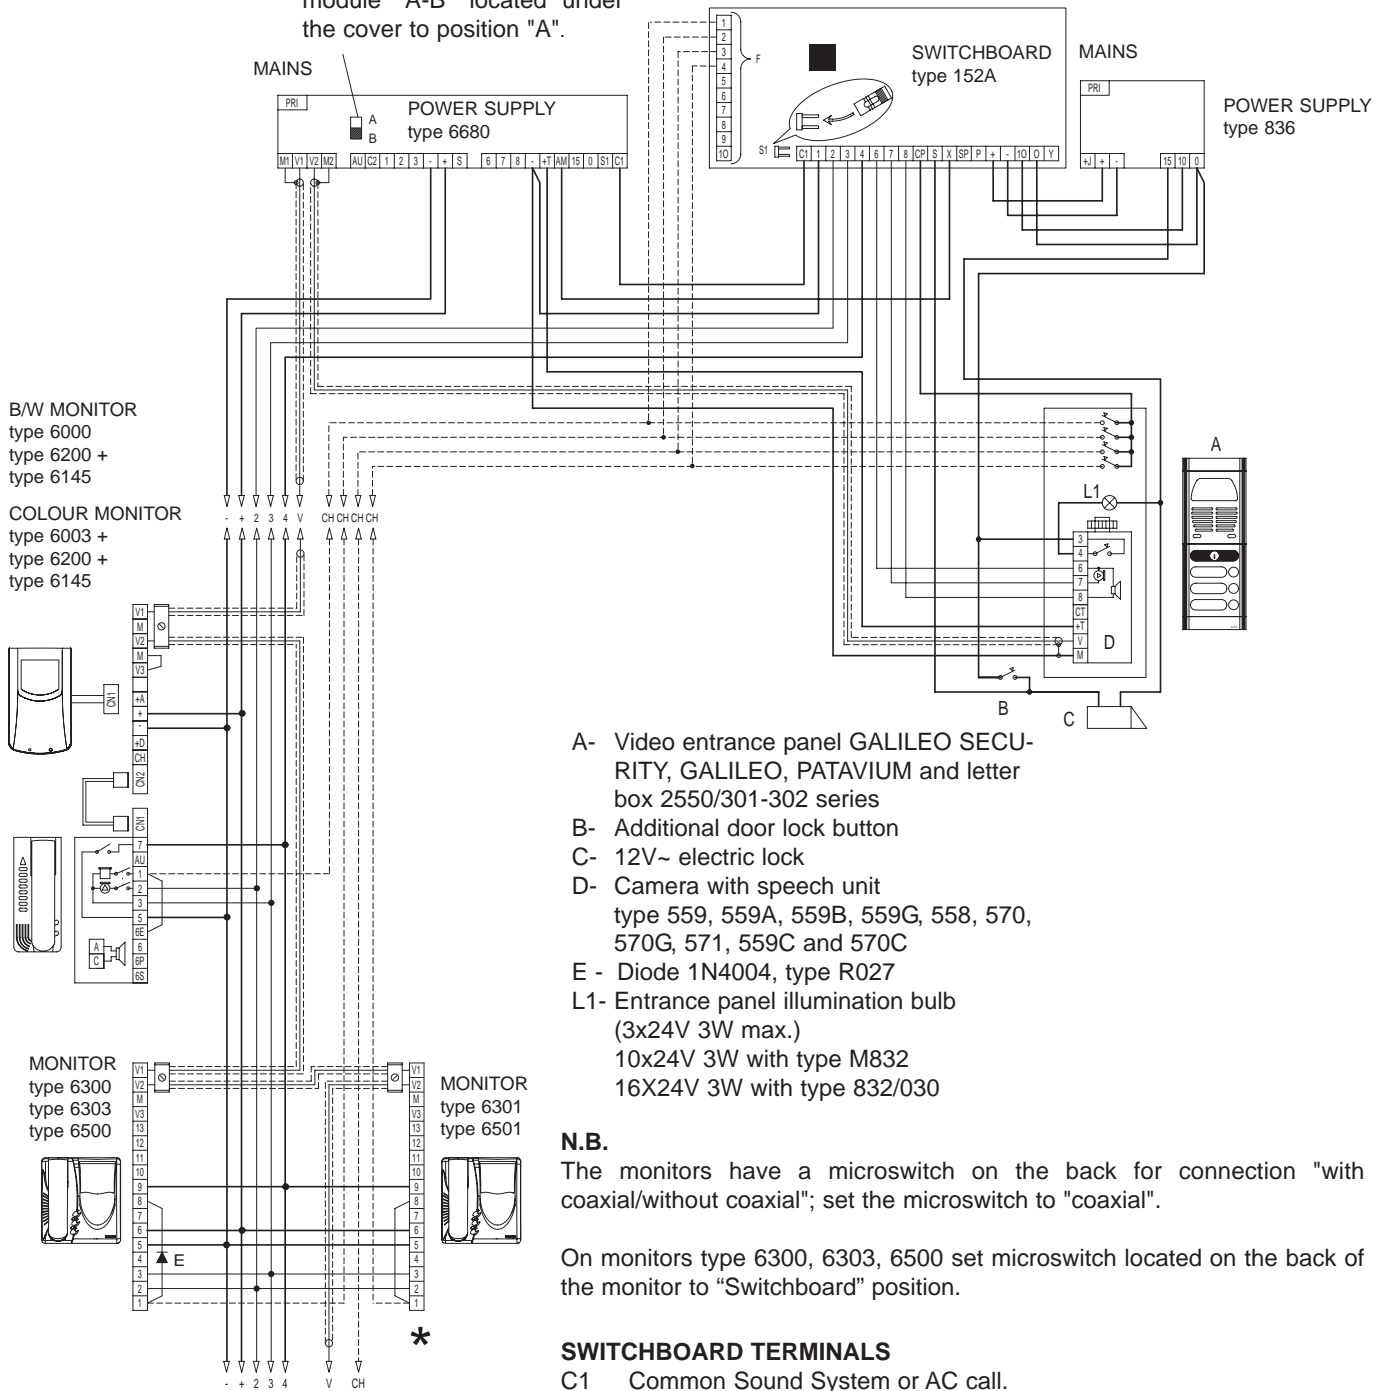 module "A-B" located under
the cover to position "A".
MAINS
PRI
A
B
POWER SUPPLY
type 6680
M1 V1 V2 M2 AU C2 1 2 3 - + S 6 7 8 - +T AM 15 0 S1 C1
1
2
3
4
5
6
7
8
9
10
F
SWITCHBOARD
type 152A
S1
C1 1 2 3 4 6 7 8 CP S X SP P + - 10 O Y
MAINS
PRI
POWER SUPPLY
type 836
+J + - 15 10 0
B/W MONITOR
type 6000
type 6200 +
type 6145
COLOUR MONITOR
type 6003 +
type 6200 +
type 6145
- + 2 3 4 V CH CH CH CH
V1
M
V2
M
V3
+A
+
-
+D
CH
CN2
CN1
CN1
7
AU
1
2
3
5
6E
6
6P
6S
A
C
A
L1
3
4
6
7
8
CT
+T
V
M
D
B
C
A- Video entrance panel GALILEO SECU-
RITY, GALILEO, PATAVIUM and letter
box 2550/301-302 series
B- Additional door lock button
C- 12V~ electric lock
D- Camera with speech unit
type 559, 559A, 559B, 559G, 558, 570,
570G, 571, 559C and 570C
E - Diode 1N4004, type R027
L1- Entrance panel illumination bulb
(3x24V 3W max.)
10x24V 3W with type M832
16X24V 3W with type 832/030
MONITOR
type 6300
type 6303
type 6500
V1
V2
M
V3
13
12
11
10
9
8
7
6
5
4
3
2
1
E
V1
V2
M
V3
13
12
11
10
9
8
7
6
5
4
3
2
1
MONITOR
type 6301
type 6501
*
- + 2 3 4 V CH
N.B.
The monitors have a microswitch on the back for connection "with
coaxial/without coaxial"; set the microswitch to "coaxial".
On monitors type 6300, 6303, 6500 set microswitch located on the back of
the monitor to “Switchboard” position.
SWITCHBOARD TERMINALS
C1 Common Sound System or AC call.